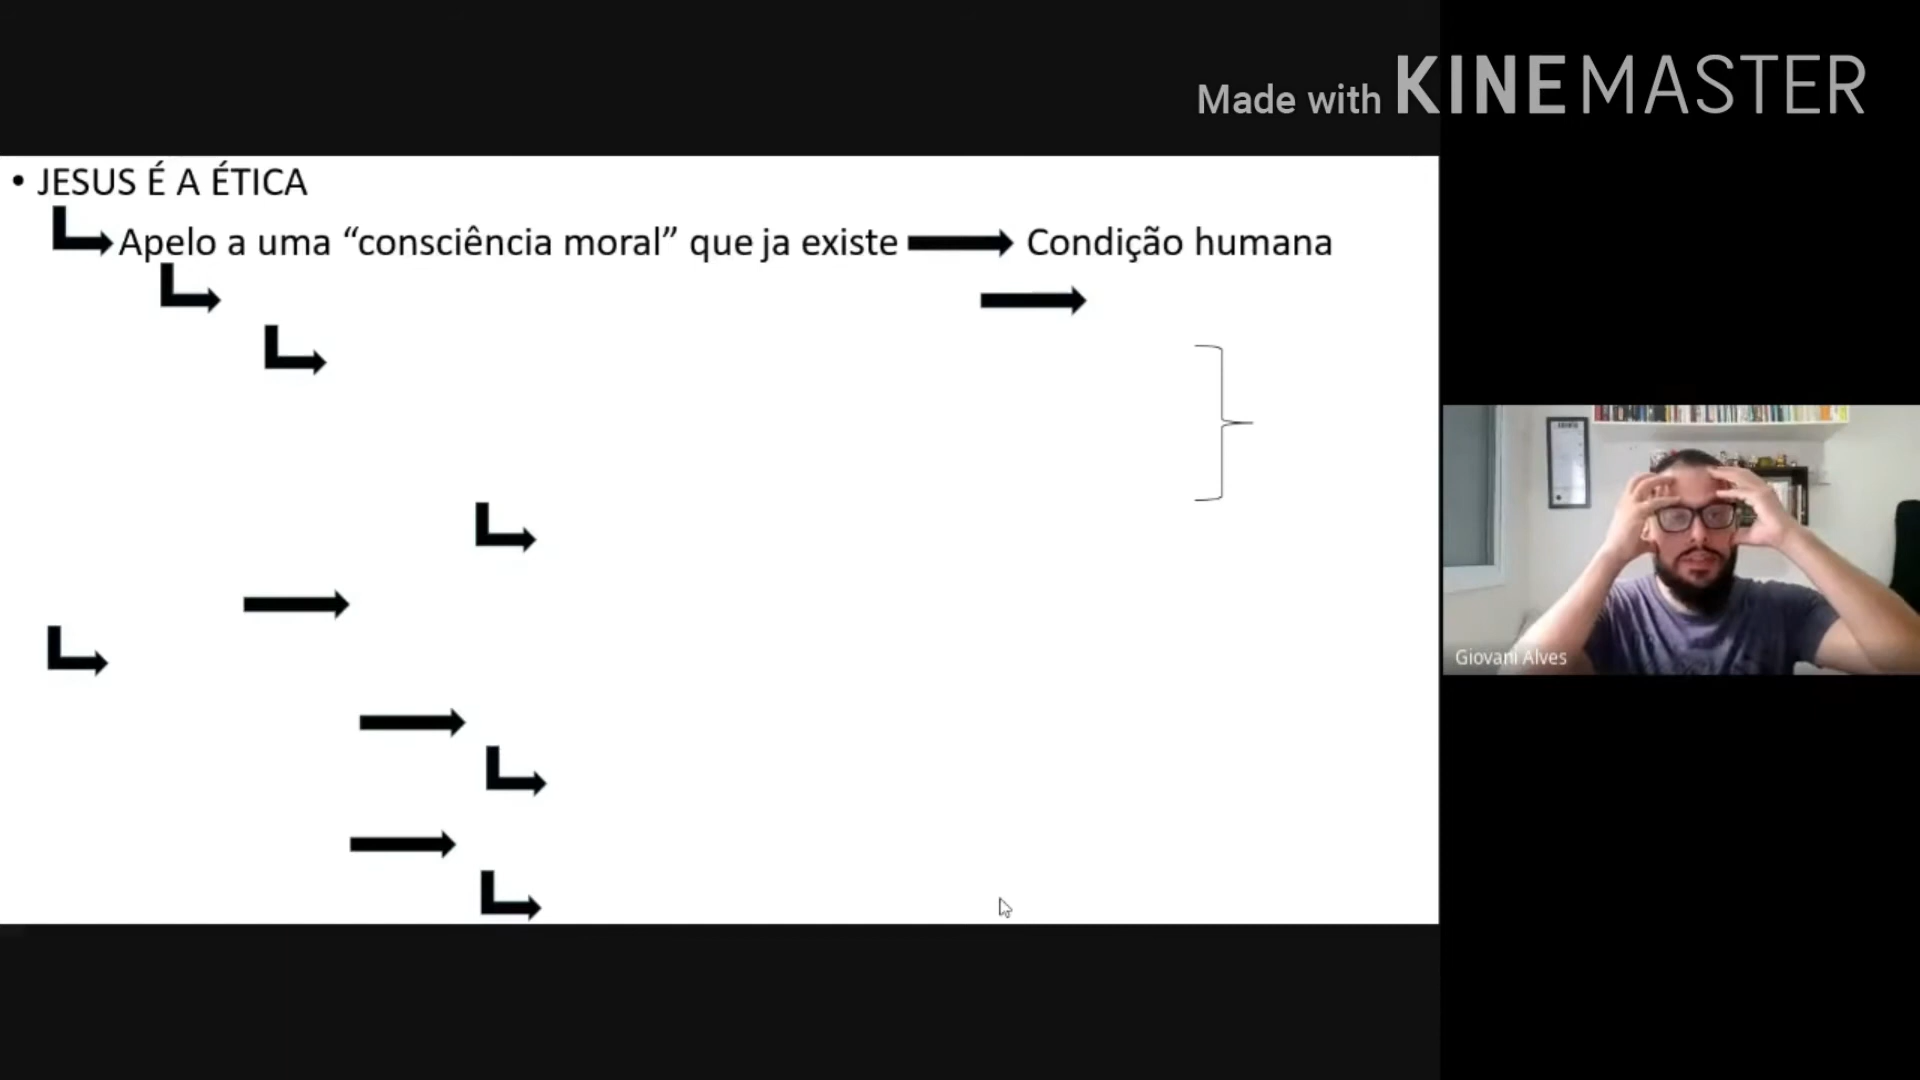 Made with KINEMASTER
• JESUS É A ÉTICA
Apelo a uma “consciência moral” que ja existe Condição humana
Giovani Alves